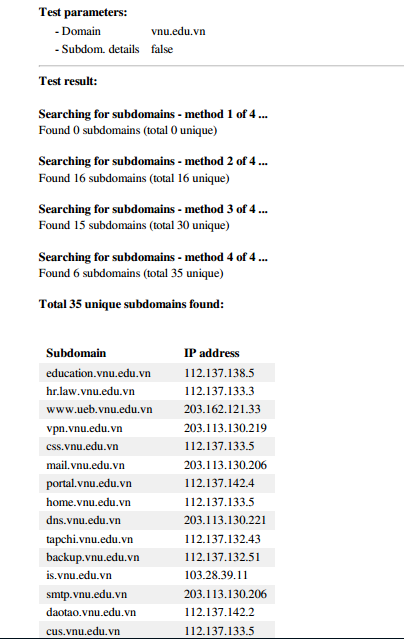 Test parameters:
- Domain vnu.edu.vn
- Subdom. details false
Test result:
Searching for subdomains - method 1 of 4 ...
Found 0 subdomains (total 0 unique)
Searching for subdomains - method 2 of 4 ...
Found 16 subdomains (total 16 unique)
Searching for subdomains - method 3 of 4 ...
Found 15 subdomains (total 30 unique)
Searching for subdomains - method 4 of 4 ...
Found 6 subdomains (total 35 unique)
Total 35 unique subdomains found:
Subdomain IP address
education.vnu.edu.vn 112.137.138.5
hr.law.vnu.edu.vn 112.137.133.3
www.ueb.vnu.edu.vn 203.162.121.33
vpn.vnu.edu.vn 203.113.130.219
css.vnu.edu.vn 112.137.133.5
mail.vnu.edu.vn 203.113.130.206
portal.vnu.edu.vn 112.137.142.4
home.vnu.edu.vn 112.137.133.5
dns.vnu.edu.vn 203.113.130.221
tapchi.vnu.edu.vn 112.137.132.43
backup.vnu.edu.vn 112.137.132.51
is.vnu.edu.vn 103.28.39.11
smtp.vnu.edu.vn 203.113.130.206
daotao.vnu.edu.vn 112.137.142.2
cus.vnu.edu.vn 112.137.133.5